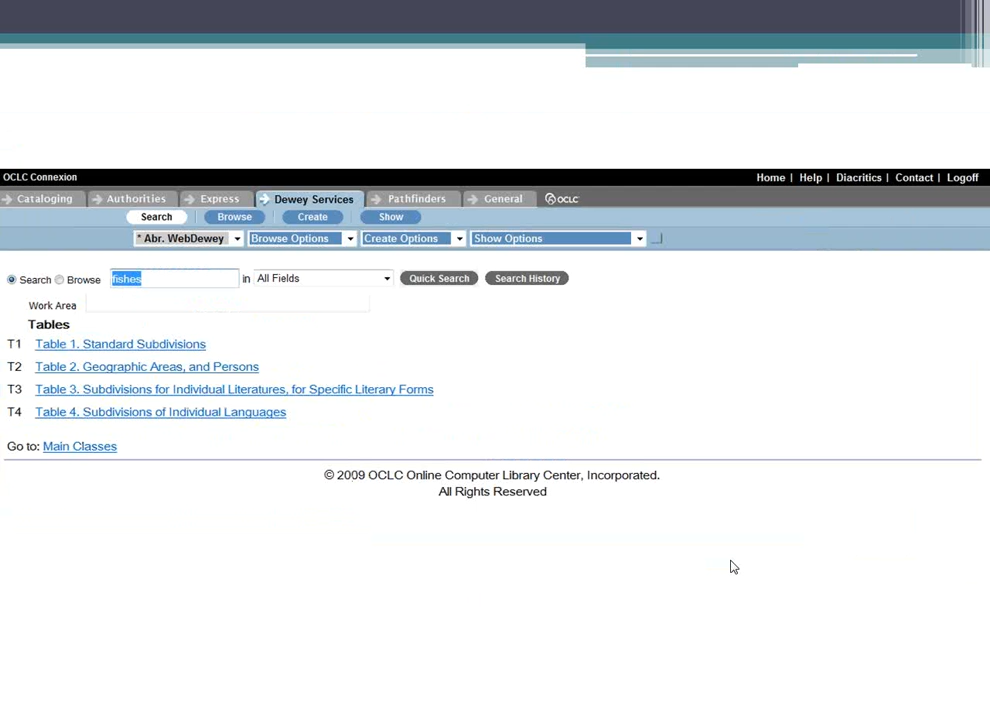 OCLC Connexion Home | Help | Diacritics | Contact | Logoff
Cataloging Authorities Express Dewey Services Pathfinders General OCLC
Search Browse Create Show
* Abr. WebDewey Browse Options Create Options Show Options
Search Browse fishes in All Fields Quick Search Search History
Work Area
Tables
T1 Table 1. Standard Subdivisions
T2 Table 2. Geographic Areas, and Persons
T3 Table 3. Subdivisions for Individual Literatures, for Specific Literary Forms
T4 Table 4. Subdivisions of Individual Languages
Go to: Main Classes
© 2009 OCLC Online Computer Library Center, Incorporated.
All Rights Reserved